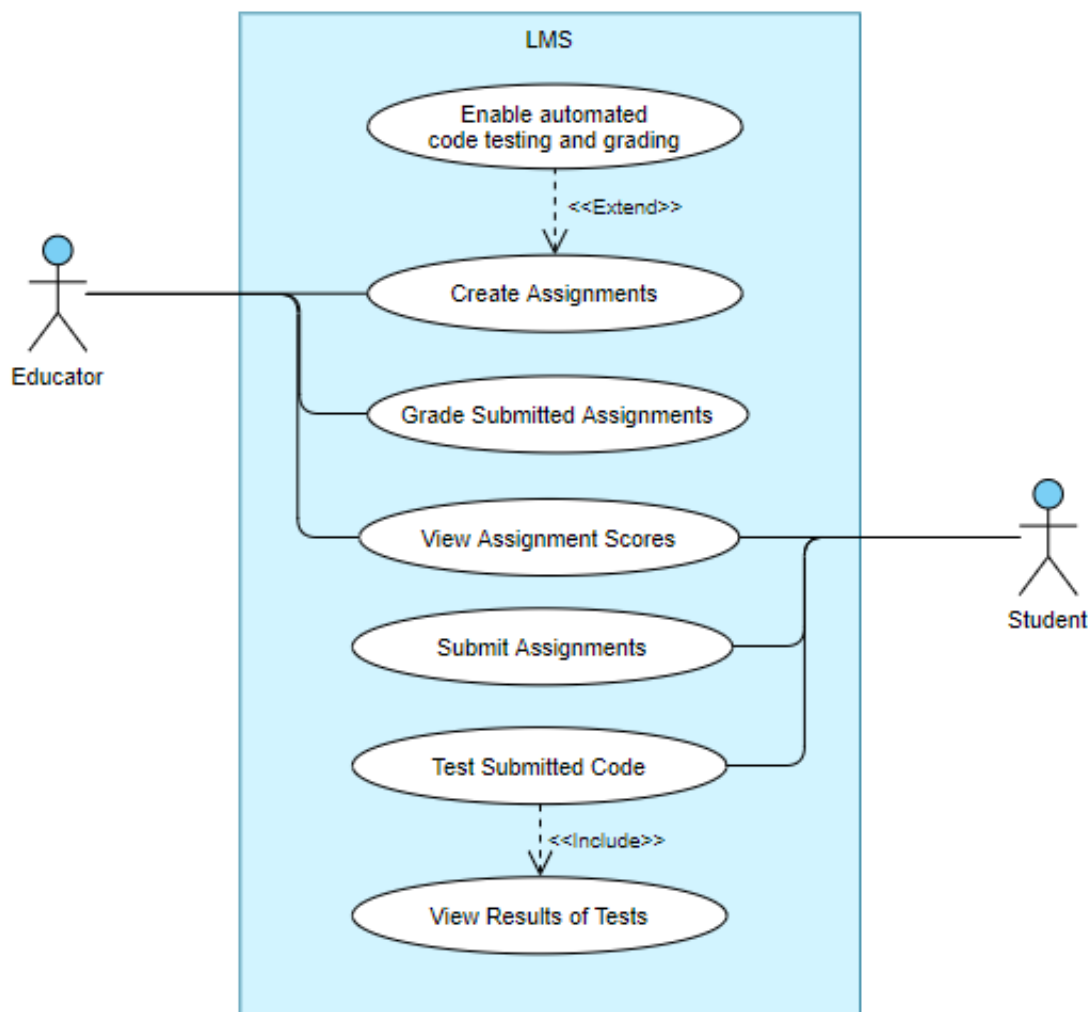 LMS
Enable automated
code testing and grading
<<Extend>>
Create Assignments
Educator
Grade Submitted Assignments
View Assignment Scores
Student
Submit Assignments
Test Submitted Code
<<Include>>
View Results of Tests